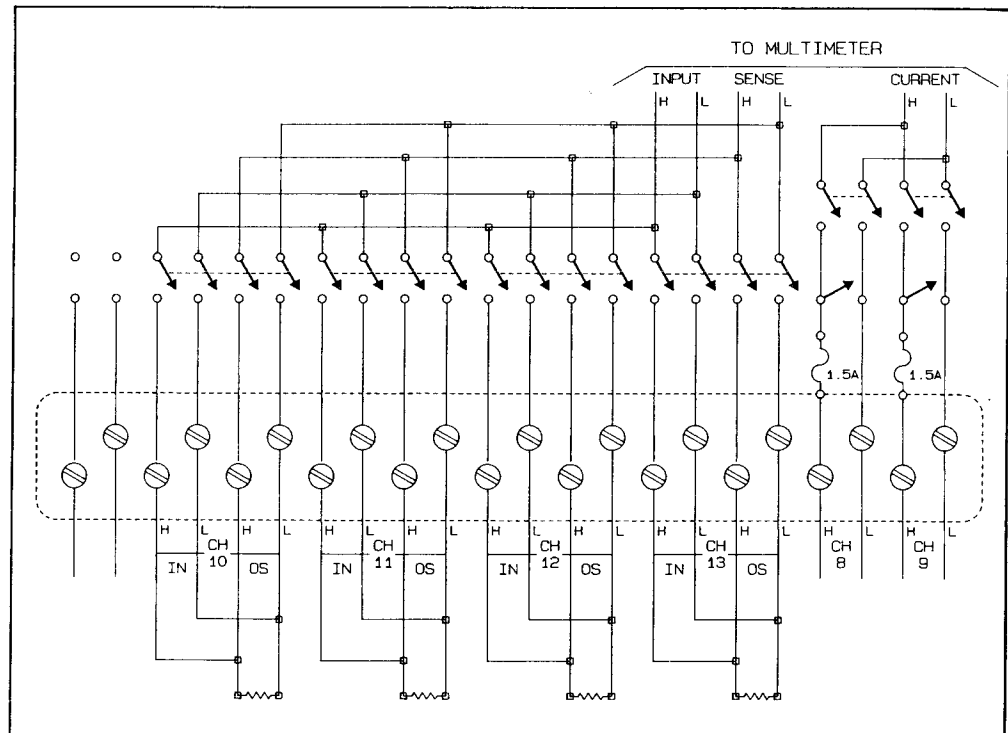 TO MULTIMETER
INPUT SENSE CURRENT
H L H L H L
1.5A 1.5A
H L H L H L H L H L H L H L H L H L H L
CH 10 CH 11 CH 12 CH 13 CH 8 CH 9
IN OS IN OS IN OS IN OS